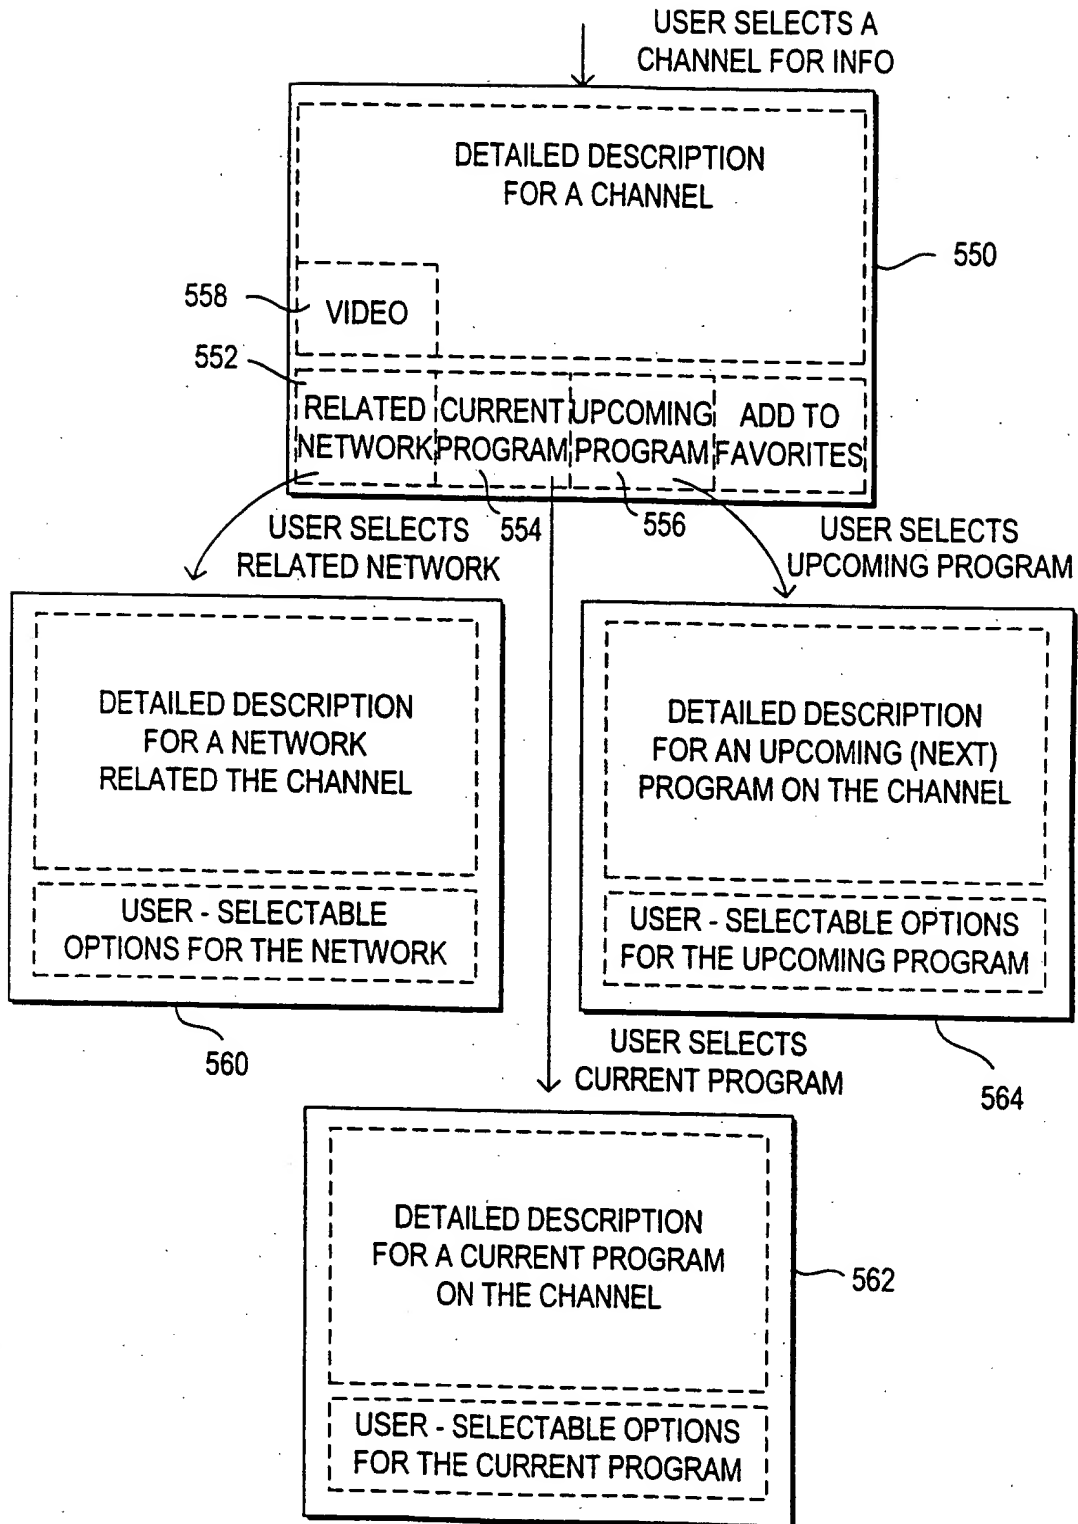 USER SELECTS A
CHANNEL FOR INFO
DETAILED DESCRIPTION
FOR A CHANNEL
550
558
VIDEO
552
RELATED
NETWORK
CURRENT
PROGRAM
UPCOMING
PROGRAM
ADD TO
FAVORITES
554
556
USER SELECTS
RELATED NETWORK
USER SELECTS
UPCOMING PROGRAM
DETAILED DESCRIPTION
FOR A NETWORK
RELATED THE CHANNEL
USER - SELECTABLE
OPTIONS FOR THE NETWORK
560
DETAILED DESCRIPTION
FOR AN UPCOMING (NEXT)
PROGRAM ON THE CHANNEL
USER - SELECTABLE OPTIONS
FOR THE UPCOMING PROGRAM
564
USER SELECTS
CURRENT PROGRAM
DETAILED DESCRIPTION
FOR A CURRENT PROGRAM
ON THE CHANNEL
562
USER - SELECTABLE OPTIONS
FOR THE CURRENT PROGRAM